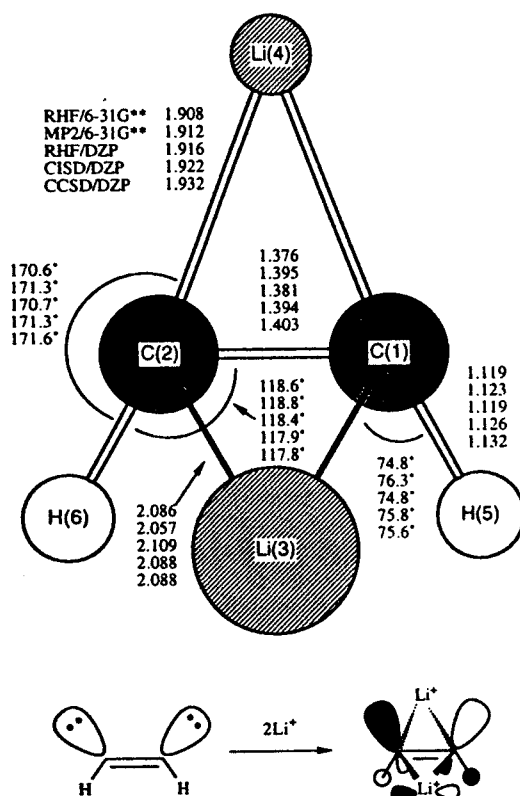 Li(4)
RHF/6-31G** 1.908
MP2/6-31G** 1.912
RHF/DZP 1.916
CISD/DZP 1.922
CCSD/DZP 1.932
1.376
1.395
1.381
1.394
1.403
170.6°
171.3°
170.7°
171.3°
171.6°
C(2)
C(1)
118.6°
118.8°
118.4°
117.9°
117.8°
1.119
1.123
1.119
1.126
1.132
74.8°
76.3°
74.8°
75.8°
75.6°
H(6)
2.086
2.057
2.109
2.088
2.088
Li(3)
H(5)
H
H
2Li⁺
Li⁺
Li⁺